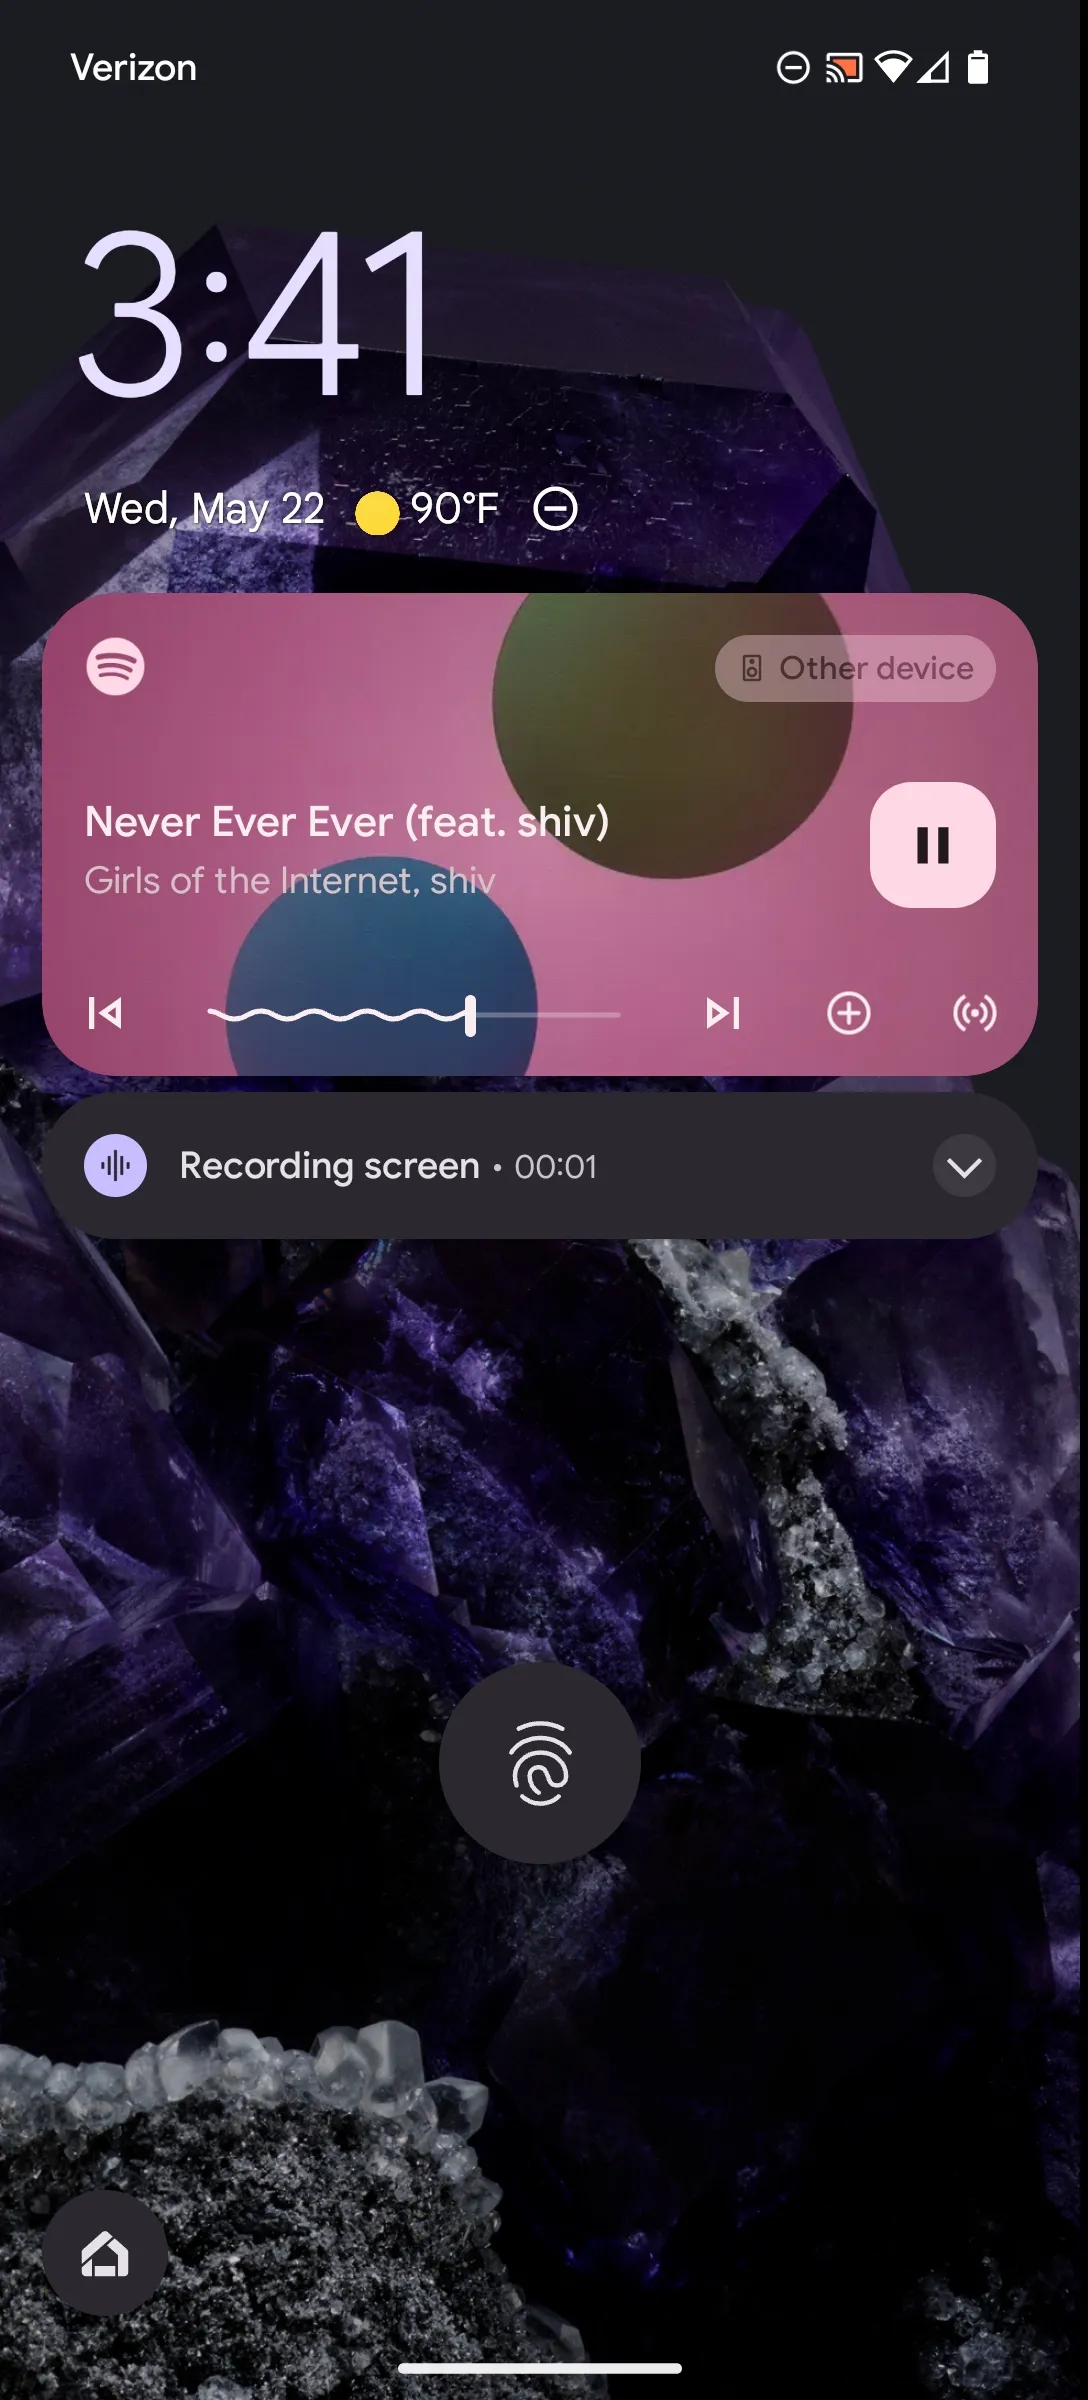 Verizon
3:41
Wed, May 22 90°F
Other device
Never Ever Ever (feat. shiv)
Girls of the Internet, shiv
Recording screen • 00:01